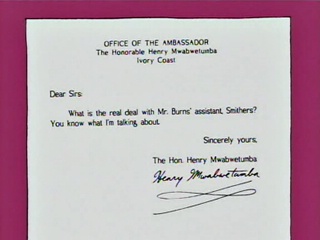 OFFICE OF THE AMBASSADOR
The Honorable Henry Mwabwetumba
Ivory Coast
Dear Sirs:
What is the real deal with Mr. Burns' assistant, Smithers?
You know what I'm talking about.
Sincerely yours,
The Hon. Henry Mwabwetumba
Henry Mwabwetumba